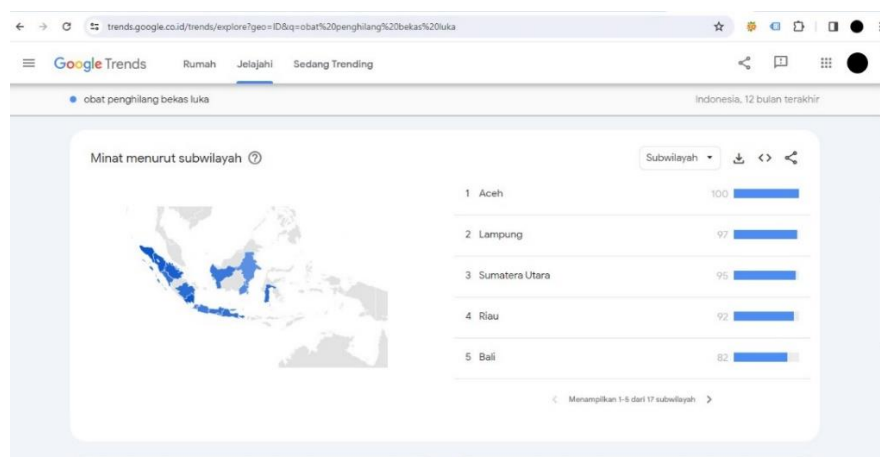 trends.google.co.id/trends/explore?geo=ID&q=obat%20penghilang%20bekas%20luka
Google Trends Rumah Jelajahi Sedang Trending
obat penghilang bekas luka Indonesia, 12 bulan terakhir
Minat menurut subwilayah Subwilayah
1 Aceh 100
2 Lampung 97
3 Sumatera Utara 95
4 Riau 92
5 Bali 82
Menampilkan 1-5 dari 17 subwilayah